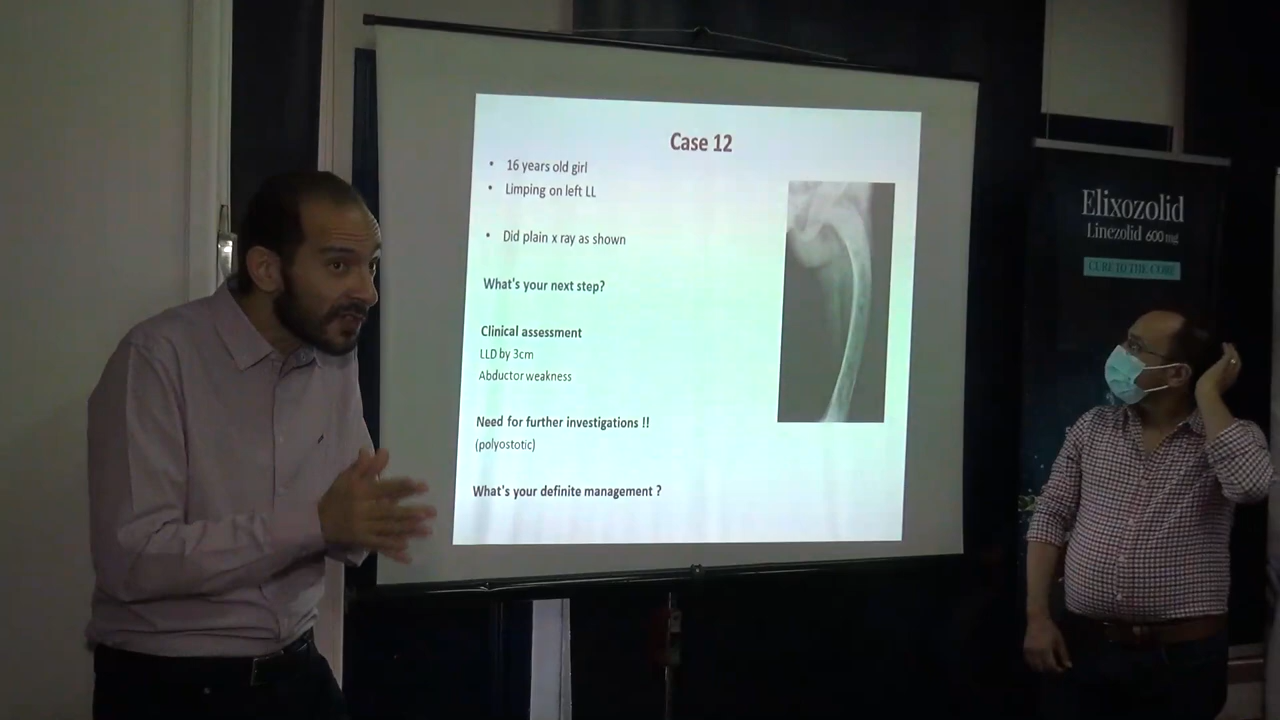 Case 12
• 16 years old girl
• Limping on left LL
• Did plain x ray as shown
What's your next step?
Clinical assessment
LLD by 3cm
Abductor weakness
Need for further investigations !!
(polyostotic)
What's your definite management ?
Elixozolid
Linezolid 600 mg
CURE TO THE CORE